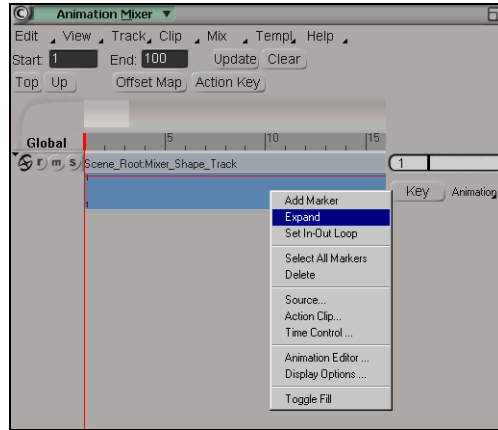 C Animation Mixer
Edit View Track Clip Mix Templ Help
Start: 1 End: 100 Update Clear
Top Up Offset Map Action Key
Global 5 10 15
r m s Scene_Root:Mixer_Shape_Track 1
1
1
Key Animation
Add Marker
Expand
Set In-Out Loop
Select All Markers
Delete
Source...
Action Clip...
Time Control ...
Animation Editor ...
Display Options ...
Toggle Fill